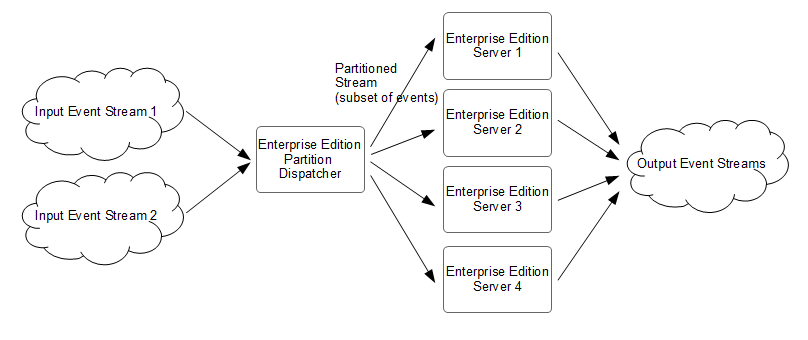 Input Event Stream 1
Input Event Stream 2
Enterprise Edition
Partition
Dispatcher
Partitioned
Stream
(subset of events)
Enterprise Edition
Server 1
Enterprise Edition
Server 2
Enterprise Edition
Server 3
Enterprise Edition
Server 4
Output Event Streams